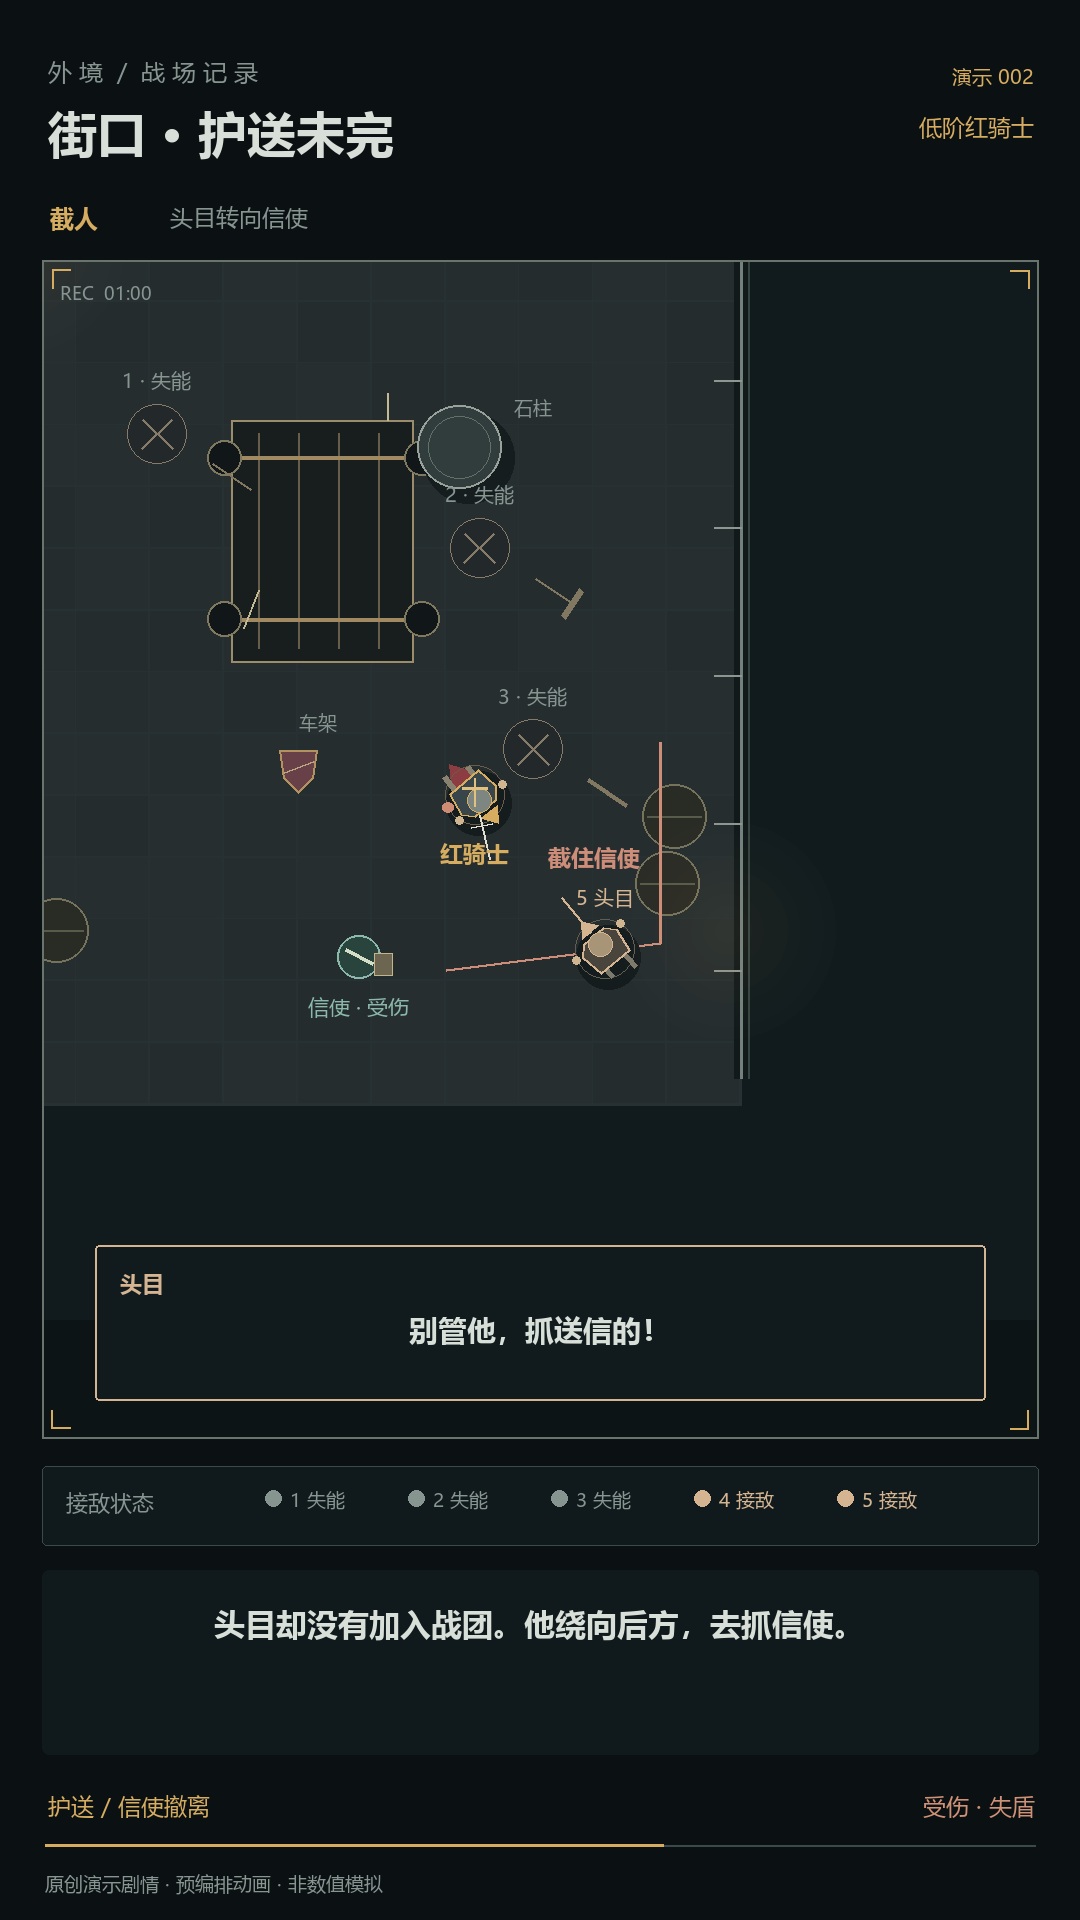 外境 / 战场记录
演示 002
街口·护送未完
低阶红骑士
截人 头目转向信使
REC 01:00
1 · 失能
石柱
2 · 失能
3 · 失能
车架
红骑士
截住信使
5 头目
信使 · 受伤
头目
别管他，抓送信的！
接敌状态 1 失能 2 失能 3 失能 4 接敌 5 接敌
头目却没有加入战团。他绕向后方，去抓信使。
护送 / 信使撤离
受伤 · 失盾
原创演示剧情 · 预编排动画 · 非数值模拟